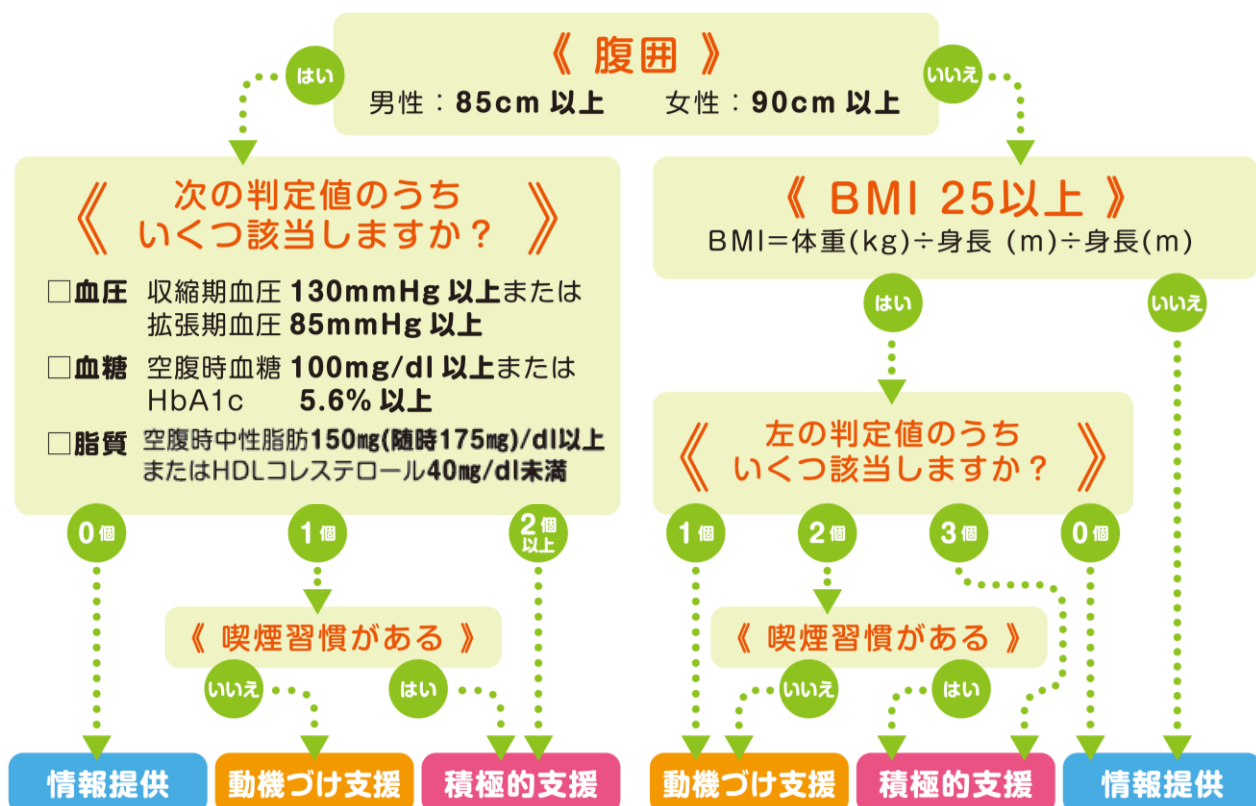 《 腹囲 》
はい
いいえ
男性：85cm 以上　女性：90cm 以上
《 次の判定値のうち
いくつ該当しますか？ 》
□血圧 収縮期血圧 130mmHg 以上または
拡張期血圧 85mmHg 以上
□血糖 空腹時血糖 100mg/dl 以上または
HbA1c 5.6% 以上
□脂質 空腹時中性脂肪150㎎(随時175㎎)/dl以上
またはHDLコレステロール40㎎/dl未満
0個
1個
2個以上
《 喫煙習慣がある 》
いいえ
はい
情報提供
動機づけ支援
積極的支援
《 BMI 25以上 》
BMI=体重(kg)÷身長 (m)÷身長(m)
はい
いいえ
《 左の判定値のうち
いくつ該当しますか？ 》
1個
2個
3個
0個
《 喫煙習慣がある 》
いいえ
はい
動機づけ支援
積極的支援
情報提供